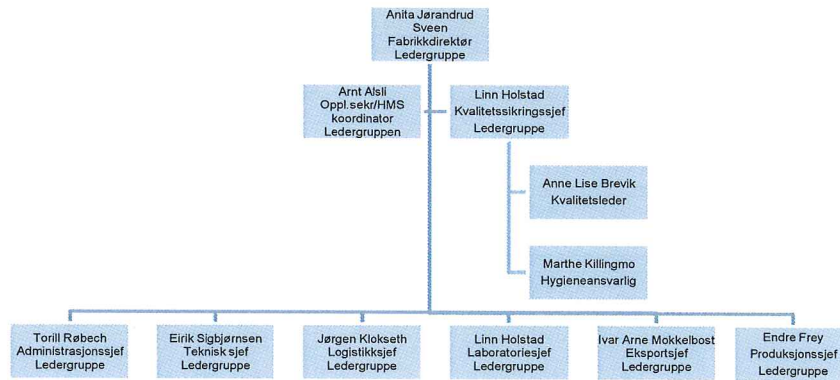 Anita Jørandrud
Sveen
Fabrikkdirektør
Ledergruppe
Arnt Alsli
Oppl.sekr/HMS
koordinator
Ledergruppen
Linn Holstad
Kvalitetssikringssjef
Ledergruppe
Anne Lise Brevik
Kvalitetsleder
Marthe Killingmo
Hygieneansvarlig
Torill Røbech
Administrasjonssjef
Ledergruppe
Eirik Sigbjørnsen
Teknisk sjef
Ledergruppe
Jørgen Klokseth
Logistikksjef
Ledergruppe
Linn Holstad
Laboratoriesjef
Ledergruppe
Ivar Arne Mokkelbost
Eksportsjef
Ledergruppe
Endre Frey
Produksjonssjef
Ledergruppe